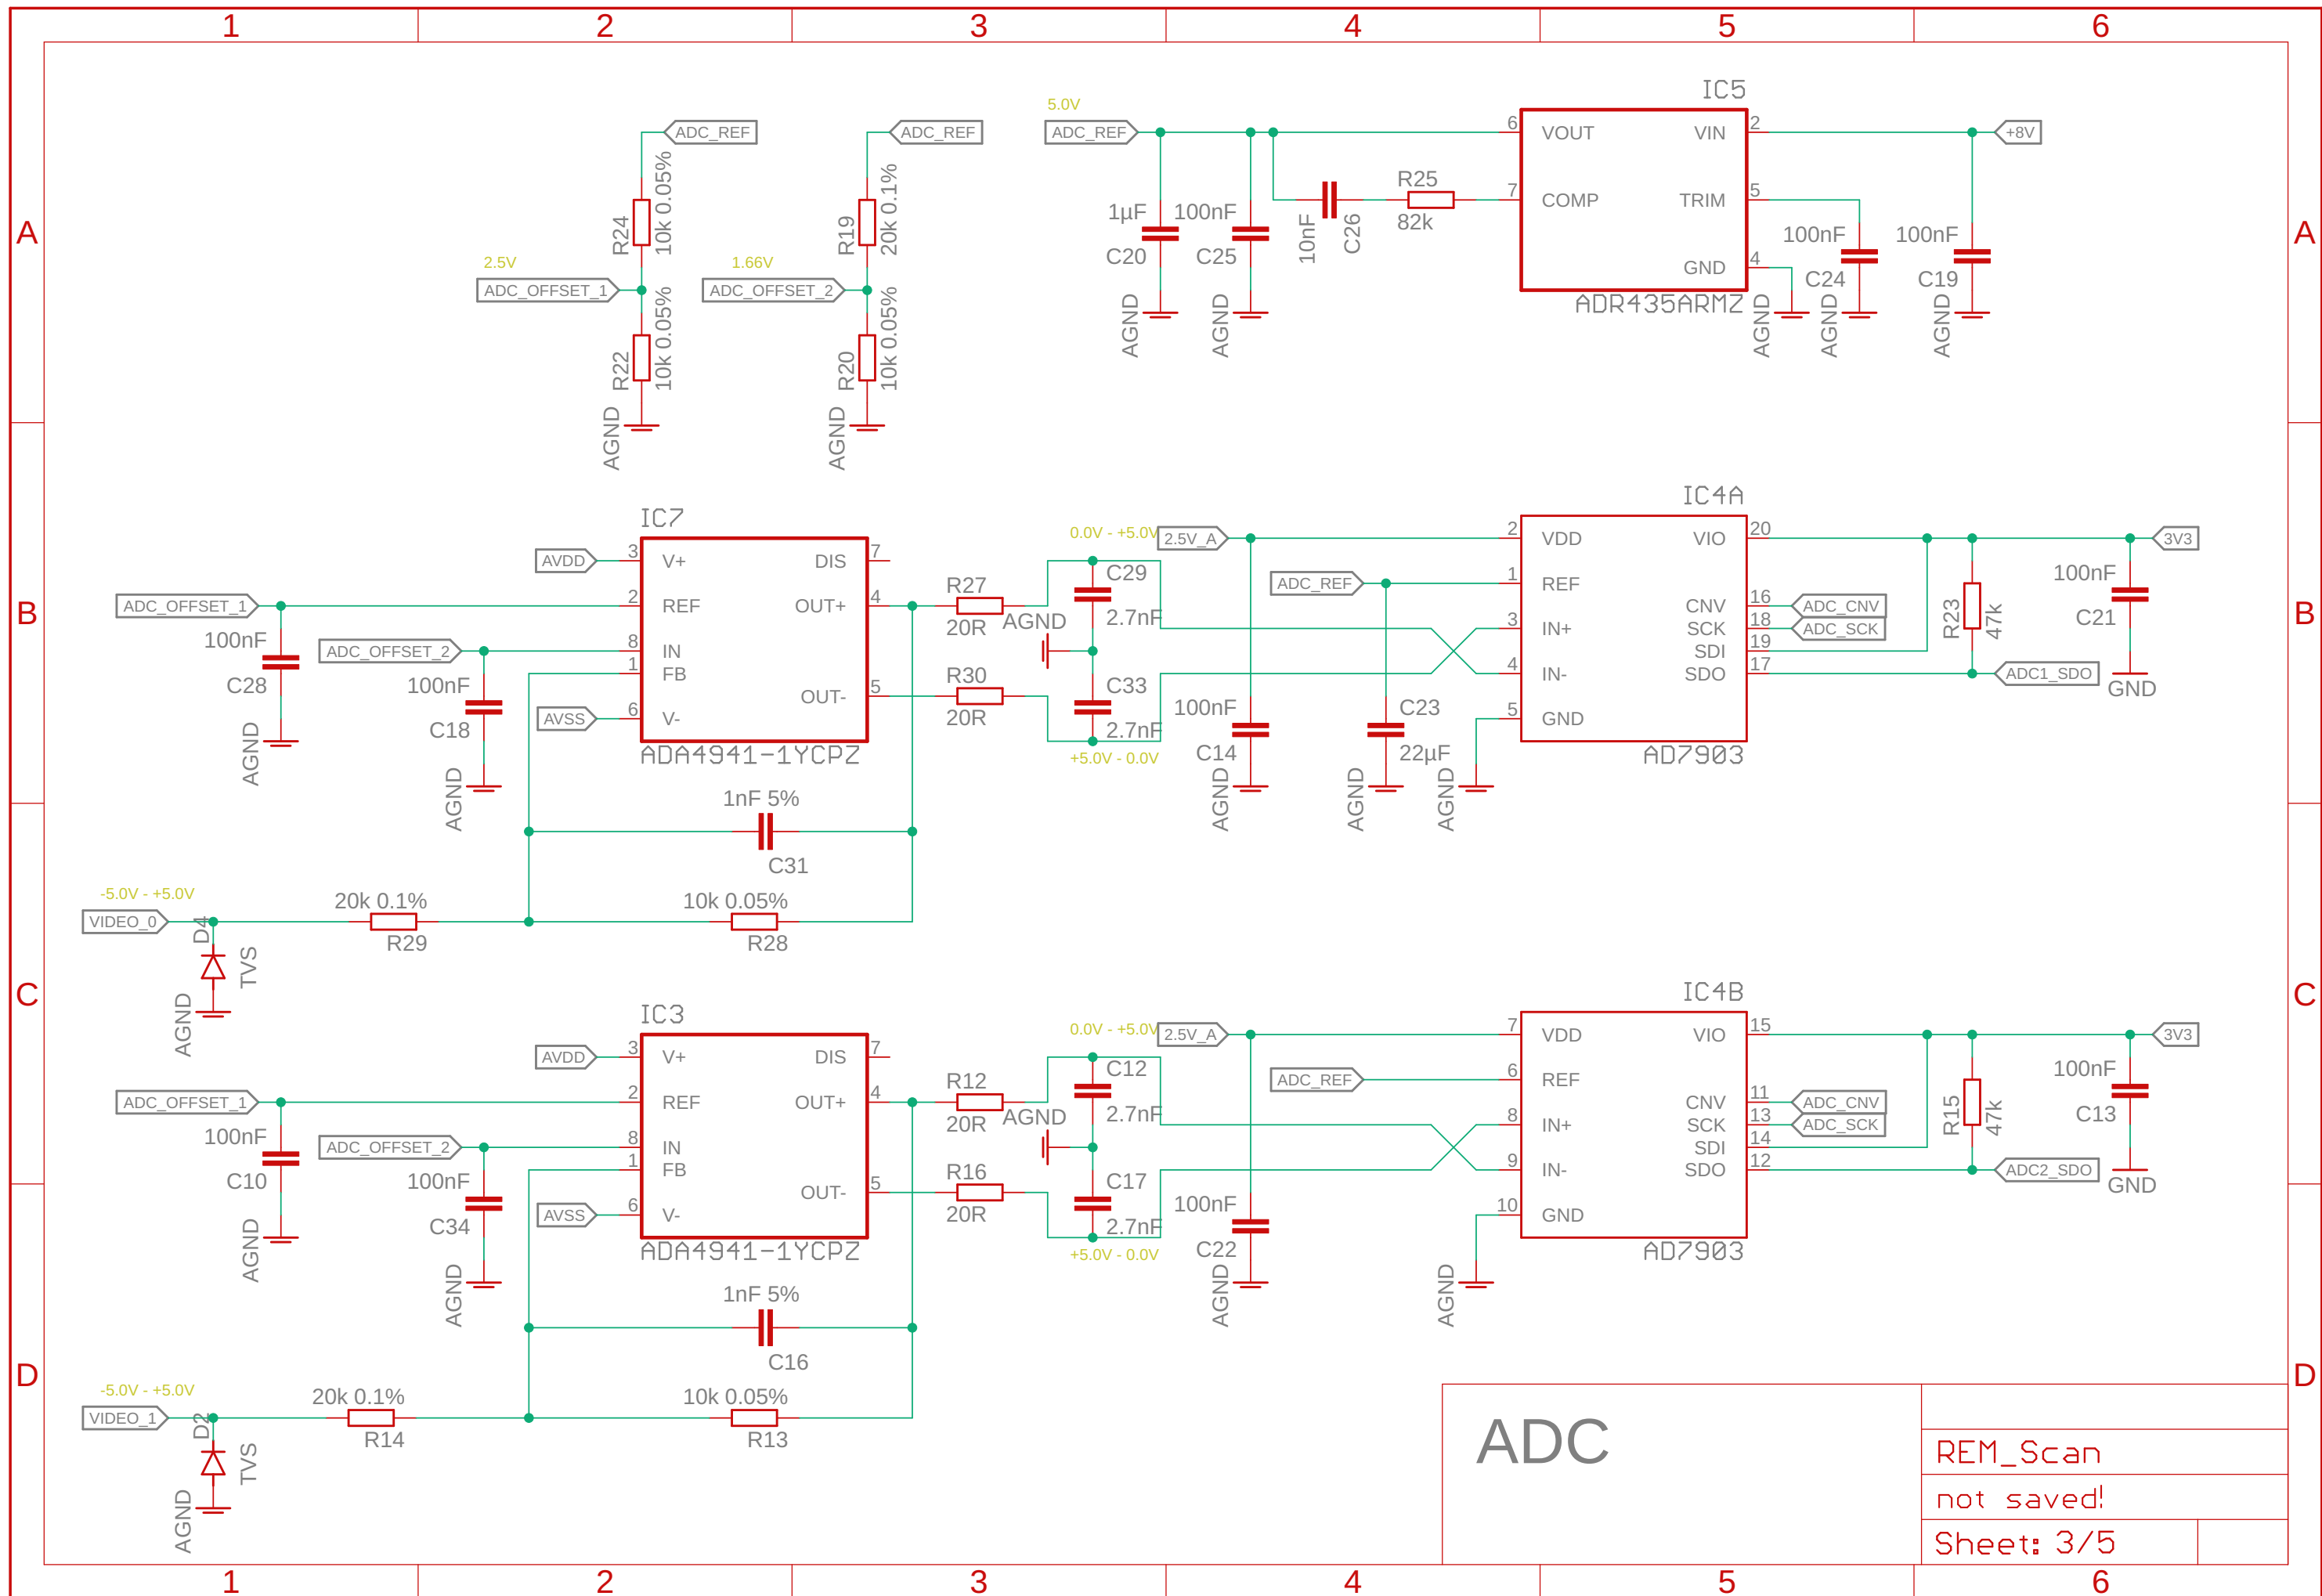 1 2 3 4 5 6
A A
B B
C C
D D
1 2 3 4 5 6
ADC_REF
R24
10k 0.05%
2.5V
ADC_OFFSET_1
R22
10k 0.05%
AGND
ADC_REF
R19
20k 0.1%
1.66V
ADC_OFFSET_2
R20
10k 0.05%
AGND
5.0V
ADC_REF
1µF
C20
AGND
100nF
C25
AGND
10nF
C26
R25
82k
IC5
6 VOUT VIN 2
7 COMP TRIM 5
GND 4
ADR435ARMZ
+8V
AGND
100nF
C24
AGND
100nF
C19
AGND
IC7
AVDD 3 V+ DIS 7
ADC_OFFSET_1 2 REF OUT+ 4
ADC_OFFSET_2 8 IN
1 FB
OUT- 5
AVSS 6 V-
ADA4941-1YCPZ
100nF
C28
AGND
100nF
C18
AGND
1nF 5%
C31
-5.0V - +5.0V
VIDEO_0
D4
TVS
AGND
20k 0.1%
R29
10k 0.05%
R28
R27
20R
R30
20R
0.0V - +5.0V
C29
2.7nF
AGND
C33
2.7nF
+5.0V - 0.0V
2.5V_A
ADC_REF
100nF
C14
AGND
C23
22µF
AGND
AGND
IC4A
2 VDD VIO 20
1 REF
CNV 16 ADC_CNV
3 IN+ SCK 18 ADC_SCK
SDI 19
4 IN- SDO 17 ADC1_SDO
5 GND
AD7903
R23
47k
3V3
100nF
C21
GND
IC3
AVDD 3 V+ DIS 7
ADC_OFFSET_1 2 REF OUT+ 4
ADC_OFFSET_2 8 IN
1 FB
OUT- 5
AVSS 6 V-
ADA4941-1YCPZ
100nF
C10
AGND
100nF
C34
AGND
1nF 5%
C16
-5.0V - +5.0V
VIDEO_1
D2
TVS
AGND
20k 0.1%
R14
10k 0.05%
R13
R12
20R
R16
20R
0.0V - +5.0V
C12
2.7nF
AGND
C17
2.7nF
+5.0V - 0.0V
2.5V_A
ADC_REF
100nF
C22
AGND
AGND
IC4B
7 VDD VIO 15
6 REF
CNV 11 ADC_CNV
8 IN+ SCK 13 ADC_SCK
SDI 14
9 IN- SDO 12 ADC2_SDO
10 GND
AD7903
R15
47k
3V3
100nF
C13
GND
ADC
REM_Scan
not saved!
Sheet: 3/5